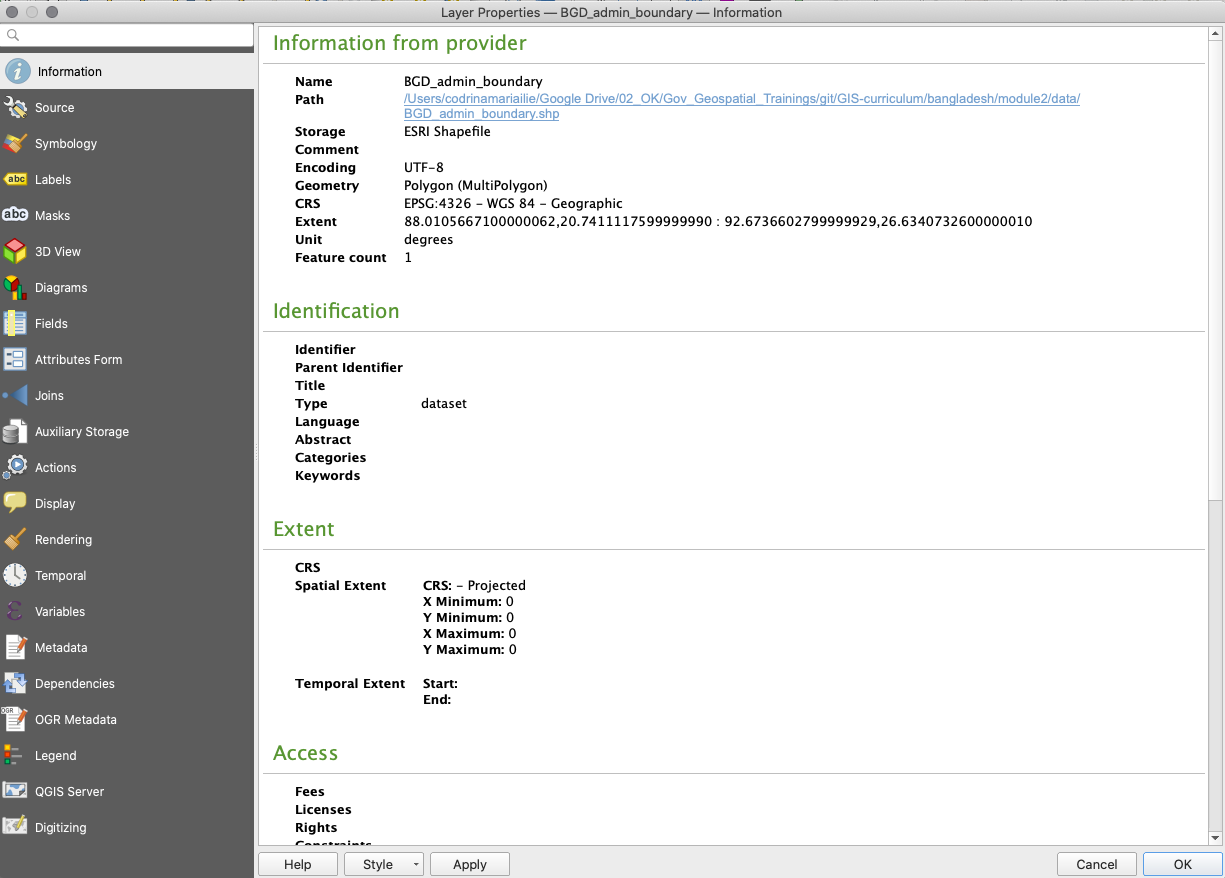 Layer Properties — BGD_admin_boundary — Information
Information
Source
Symbology
abc Labels
abc Masks
3D View
Diagrams
Fields
Attributes Form
Joins
Auxiliary Storage
Actions
Display
Rendering
Temporal
ε Variables
Metadata
Dependencies
OGR OGR Metadata
Legend
QGIS Server
Digitizing
Information from provider
Name BGD_admin_boundary
Path /Users/codrinamariailie/Google Drive/02_OK/Gov_Geospatial_Trainings/git/GIS-curriculum/bangladesh/module2/data/
BGD_admin_boundary.shp
Storage ESRI Shapefile
Comment
Encoding UTF-8
Geometry Polygon (MultiPolygon)
CRS EPSG:4326 - WGS 84 - Geographic
Extent 88.0105667100000062,20.7411117599999990 : 92.6736602799999929,26.6340732600000010
Unit degrees
Feature count 1
Identification
Identifier
Parent Identifier
Title
Type dataset
Language
Abstract
Categories
Keywords
Extent
CRS
Spatial Extent CRS: - Projected
X Minimum: 0
Y Minimum: 0
X Maximum: 0
Y Maximum: 0
Temporal Extent Start:
End:
Access
Fees
Licenses
Rights
Constraints
Help Style Apply Cancel OK